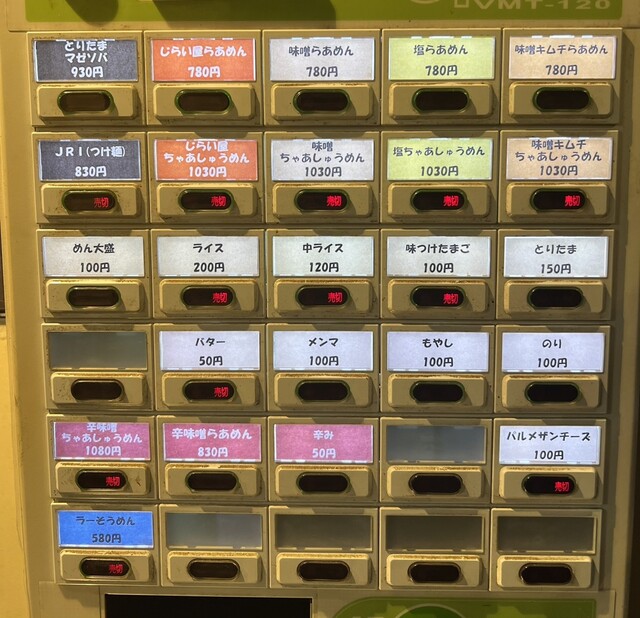 VMT-120
とりたま
マゼソバ
930円
じらい屋らあめん
780円
味噌らあめん
780円
塩らあめん
780円
味噌キムチらあめん
780円
JRI(つけ麺)
830円
売切
じらい屋
ちゃあしゅうめん
1030円
売切
味噌
ちゃあしゅうめん
1030円
売切
塩ちゃあしゅうめん
1030円
売切
味噌キムチ
ちゃあしゅうめん
1030円
売切
めん大盛
100円
ライス
200円
売切
中ライス
120円
売切
味つけたまご
100円
売切
とりたま
150円
バター
50円
売切
メンマ
100円
もやし
100円
のり
100円
辛味噌
ちゃあしゅうめん
1080円
売切
辛味噌らあめん
830円
辛み
50円
パルメザンチーズ
100円
売切
ラーそうめん
580円
売切